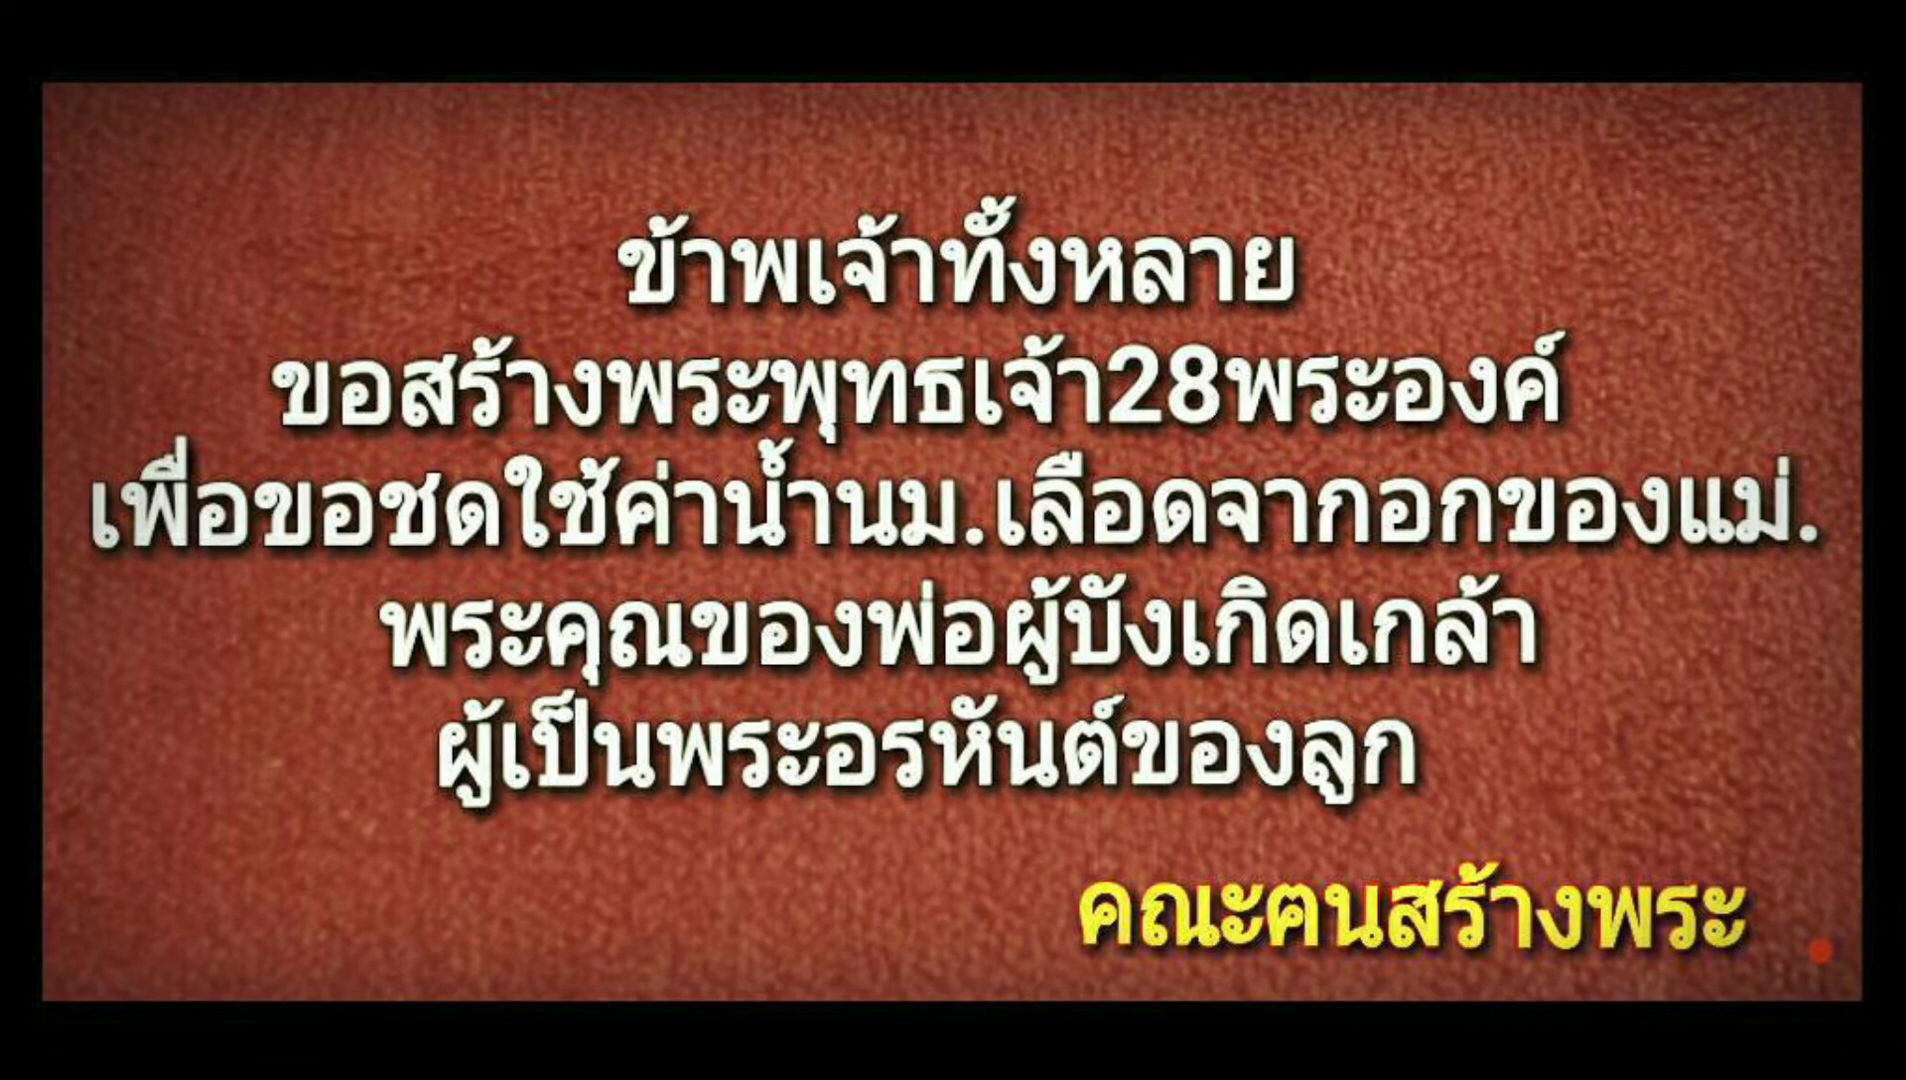 ข้าพเจ้าทั้งหลาย
ขอสร้างพระพุทธเจ้า28พระองค์
เพื่อขอชดใช้ค่าน้ำนม.เลือดจากอกของแม่.
พระคุณของพ่อผู้บังเกิดเกล้า
ผู้เป็นพระอรหันต์ของลูก
คณะฅนสร้างพระ